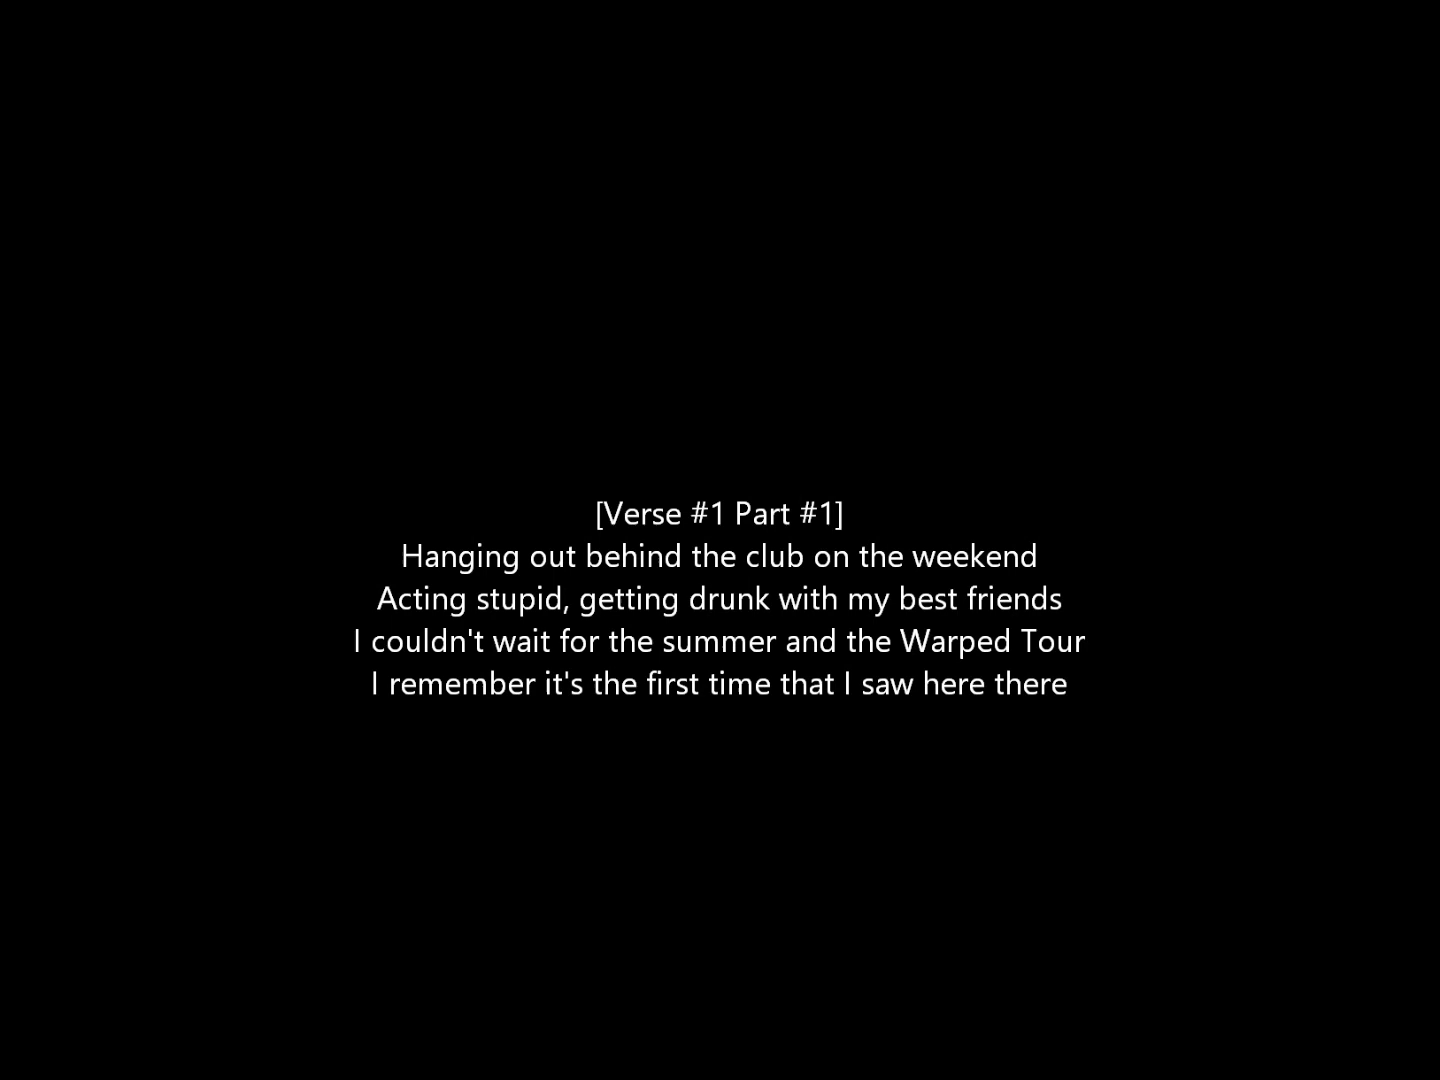 [Verse #1 Part #1]
Hanging out behind the club on the weekend
Acting stupid, getting drunk with my best friends
I couldn't wait for the summer and the Warped Tour
I remember it's the first time that I saw here there